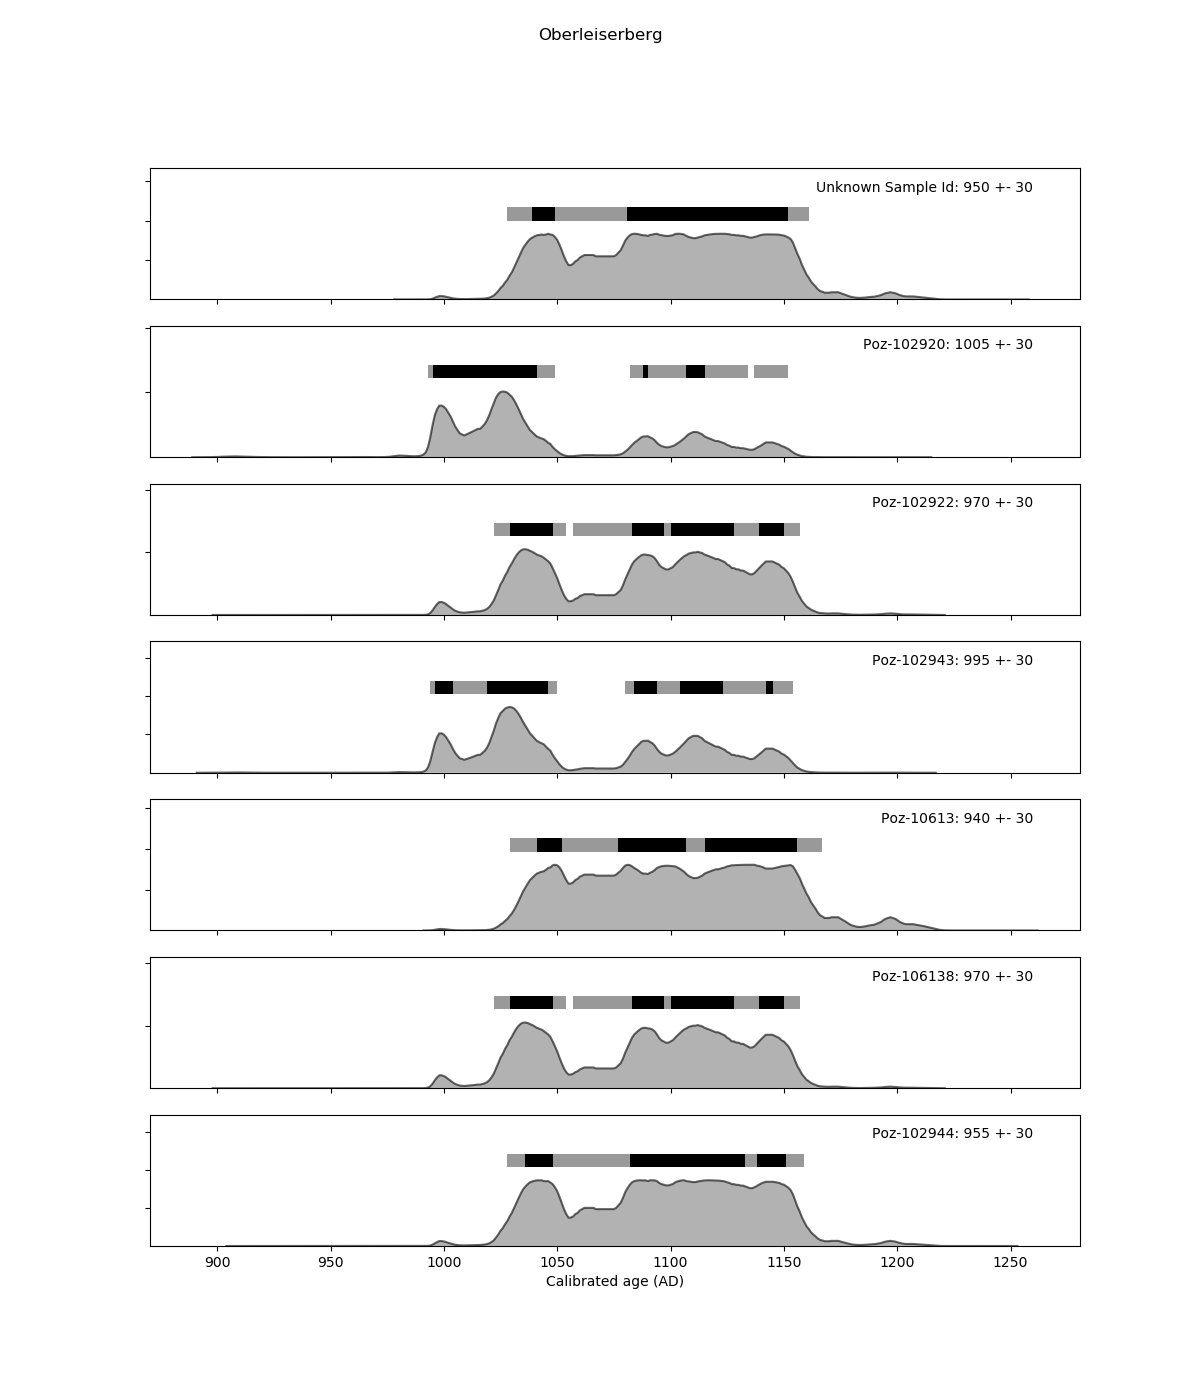 Oberleiserberg
Unknown Sample Id: 950 +- 30
Poz-102920: 1005 +- 30
Poz-102922: 970 +- 30
Poz-102943: 995 +- 30
Poz-10613: 940 +- 30
Poz-106138: 970 +- 30
Poz-102944: 955 +- 30
900 950 1000 1050 1100 1150 1200 1250
Calibrated age (AD)